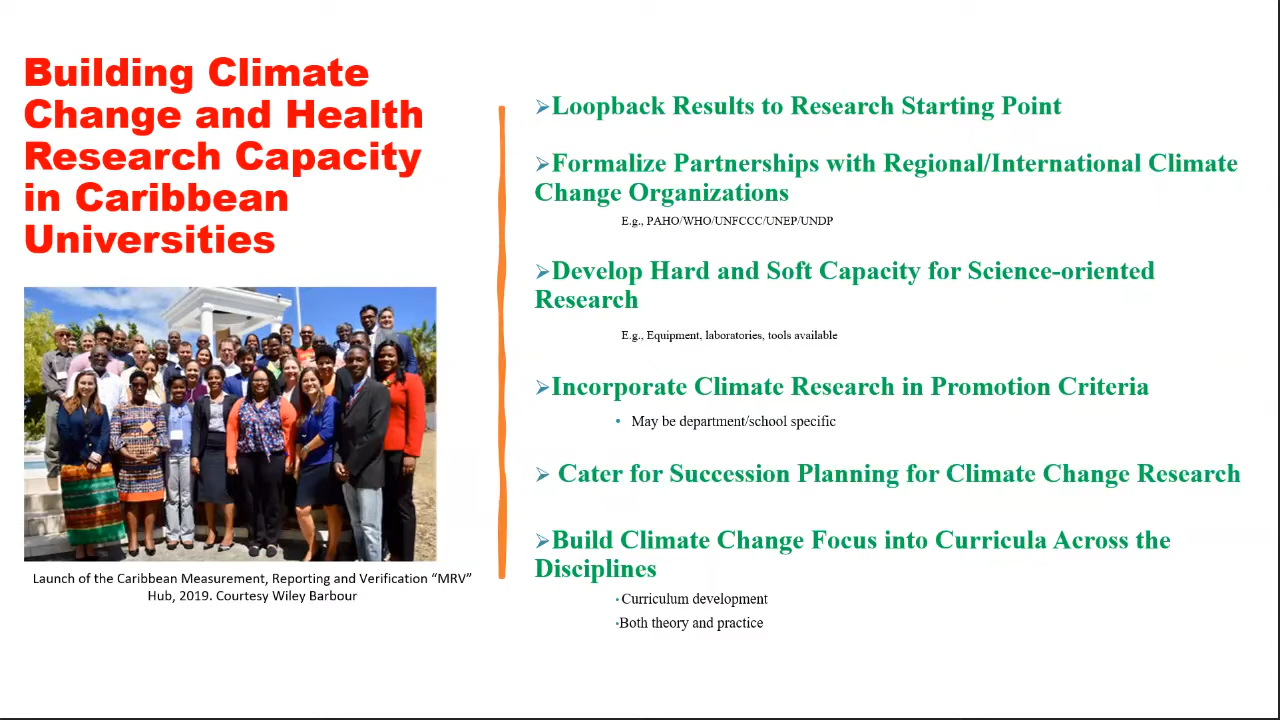 Building Climate
Change and Health
Research Capacity
in Caribbean
Universities
Launch of the Caribbean Measurement, Reporting and Verification “MRV”
Hub, 2019. Courtesy Wiley Barbour
➢Loopback Results to Research Starting Point
➢Formalize Partnerships with Regional/International Climate
Change Organizations
E.g., PAHO/WHO/UNFCCC/UNEP/UNDP
➢Develop Hard and Soft Capacity for Science-oriented
Research
E.g., Equipment, laboratories, tools available
➢Incorporate Climate Research in Promotion Criteria
• May be department/school specific
➢ Cater for Succession Planning for Climate Change Research
➢Build Climate Change Focus into Curricula Across the
Disciplines
•Curriculum development
•Both theory and practice